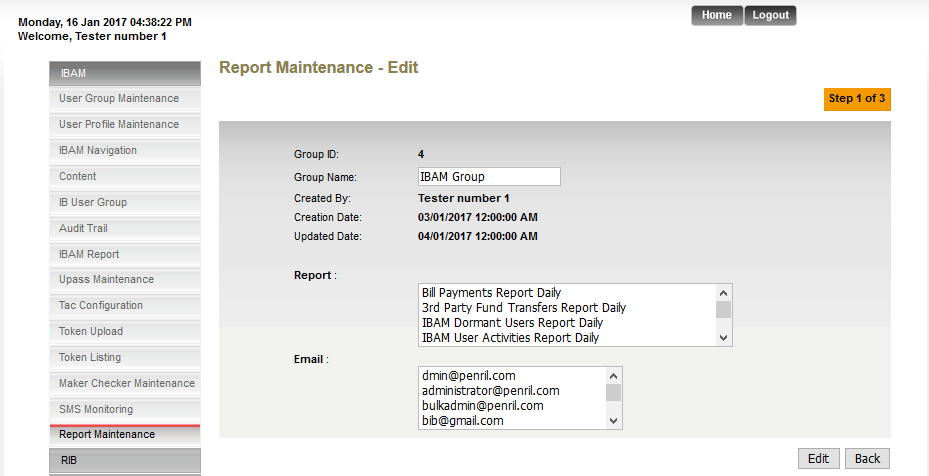 Monday, 16 Jan 2017 04:38:22 PM
Welcome, Tester number 1
Home
Logout
IBAM
User Group Maintenance
User Profile Maintenance
IBAM Navigation
Content
IB User Group
Audit Trail
IBAM Report
Upass Maintenance
Tac Configuration
Token Upload
Token Listing
Maker Checker Maintenance
SMS Monitoring
Report Maintenance
RIB
Report Maintenance - Edit
Step 1 of 3
Group ID: 4
Group Name: IBAM Group
Created By: Tester number 1
Creation Date: 03/01/2017 12:00:00 AM
Updated Date: 04/01/2017 12:00:00 AM
Report :
Bill Payments Report Daily
3rd Party Fund Transfers Report Daily
IBAM Dormant Users Report Daily
IBAM User Activities Report Daily
Email :
dmin@penril.com
administrator@penril.com
bulkadmin@penril.com
bib@gmail.com
Edit
Back